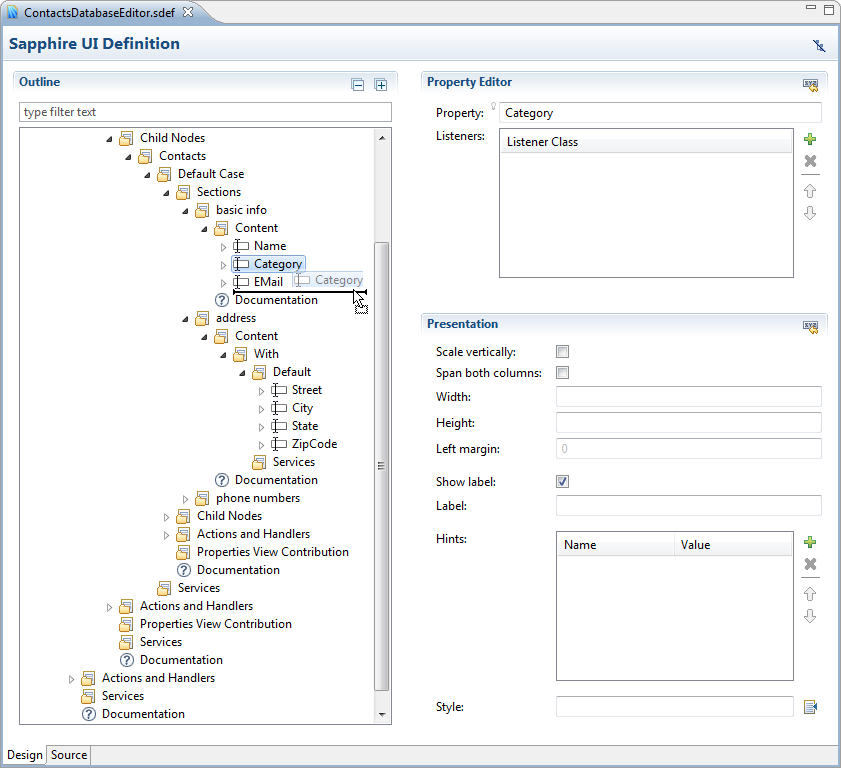 ContactsDatabaseEditor.sdef
Sapphire UI Definition
Outline
type filter text
Child Nodes
Contacts
Default Case
Sections
basic info
Content
Name
Category
EMail
Category
Documentation
address
Content
With
Default
Street
City
State
ZipCode
Services
Documentation
phone numbers
Child Nodes
Actions and Handlers
Properties View Contribution
Documentation
Services
Actions and Handlers
Properties View Contribution
Services
Documentation
Actions and Handlers
Services
Documentation
Property Editor
Property: Category
Listeners: Listener Class
Presentation
Scale vertically:
Span both columns:
Width:
Height:
Left margin: 0
Show label:
Label:
Hints: Name Value
Style:
Design Source